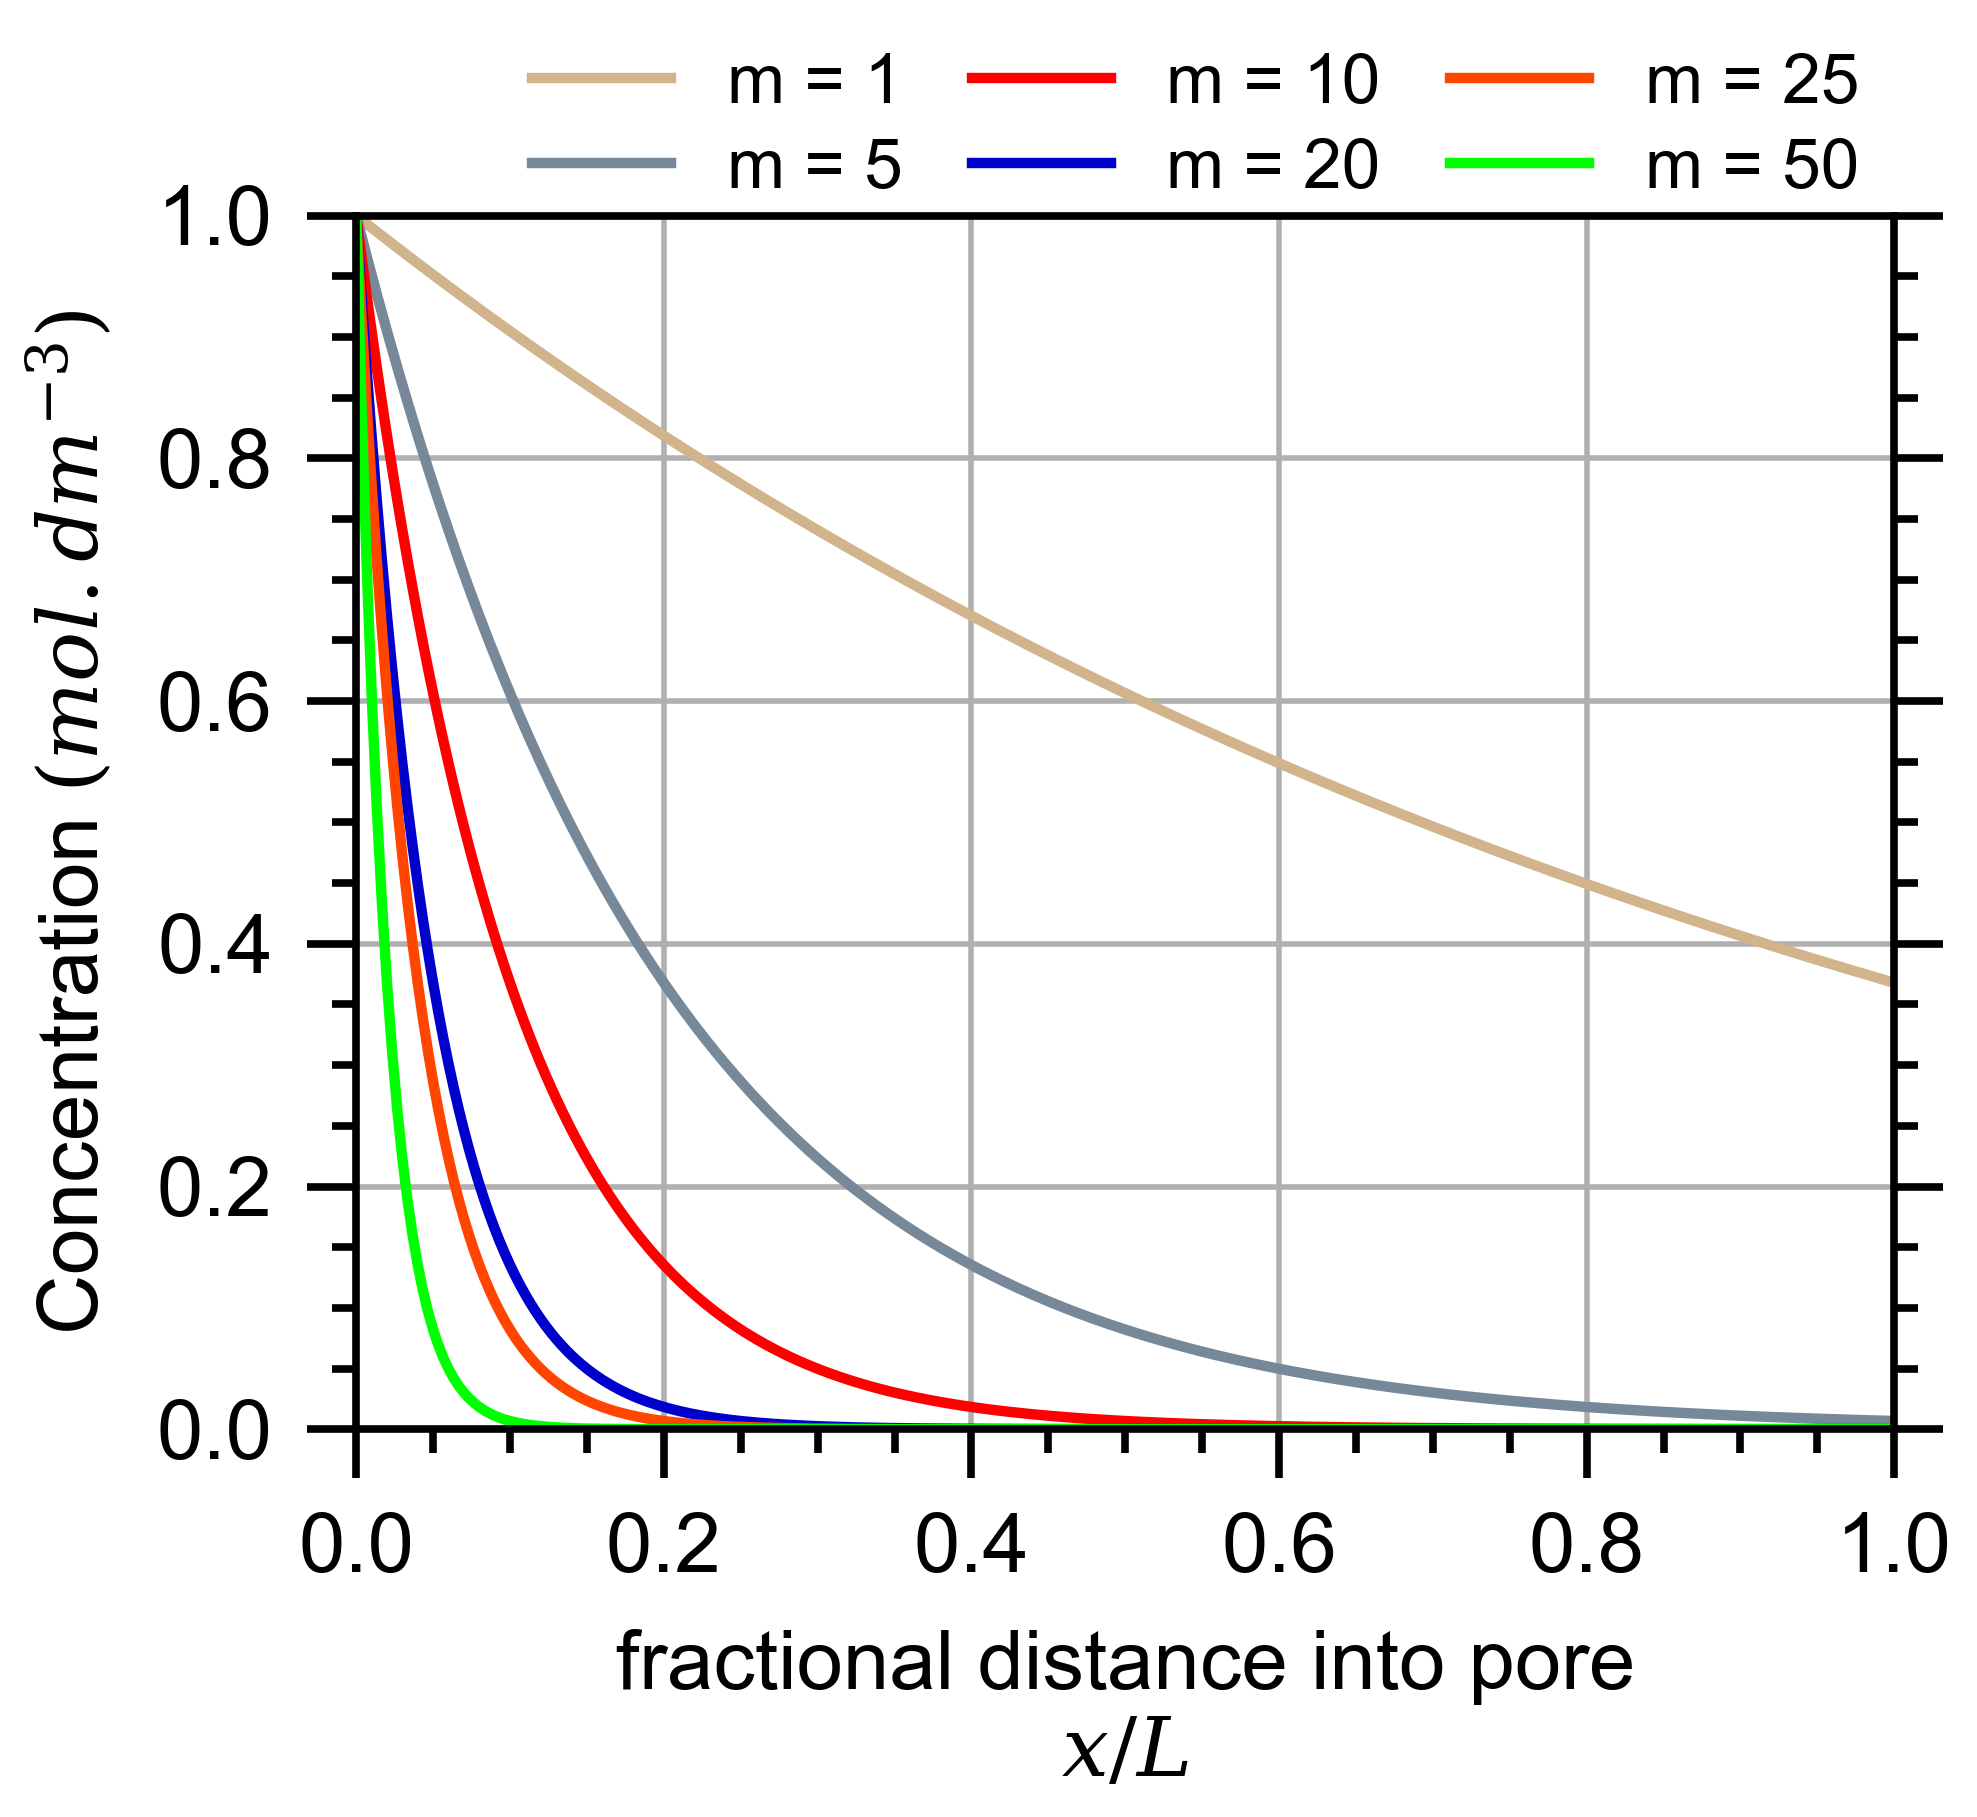 m = 1 m = 10 m = 25
m = 5 m = 20 m = 50
Concentration (mol.dm⁻³)
1.0
0.8
0.6
0.4
0.2
0.0
0.0 0.2 0.4 0.6 0.8 1.0
fractional distance into pore
x/L